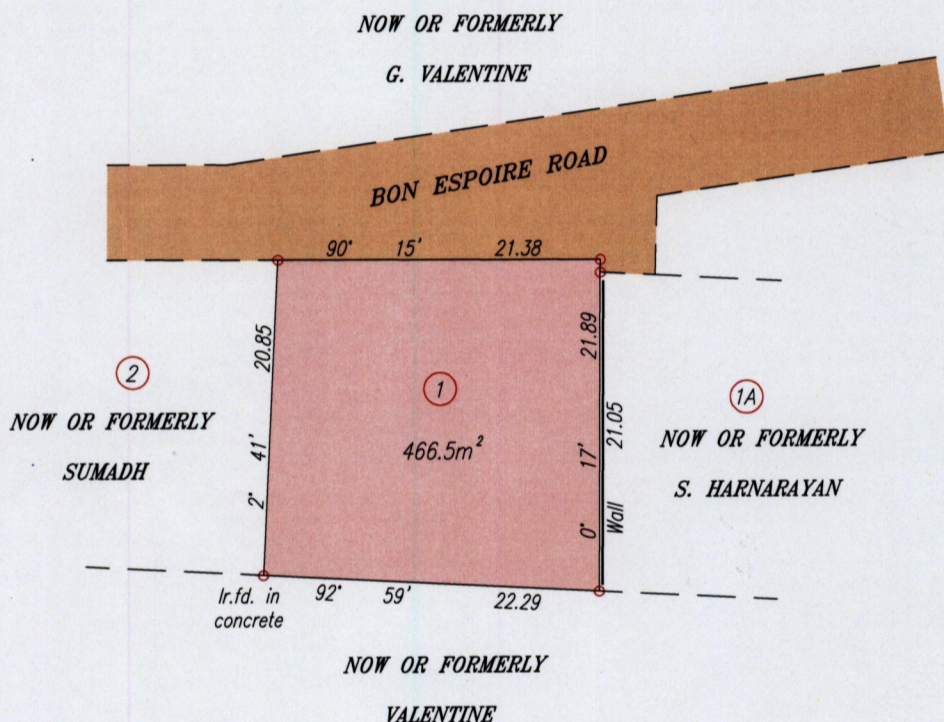 NOW OR FORMERLY
G. VALENTINE
BON ESPOIRE ROAD
90° 15' 21.38
20.85
41'
2°
21.89
17'
0°
21.05
Wall
1
466.5m²
2
NOW OR FORMERLY
SUMADH
1A
NOW OR FORMERLY
S. HARNARAYAN
Ir.fd. in
concrete
92° 59' 22.29
NOW OR FORMERLY
VALENTINE